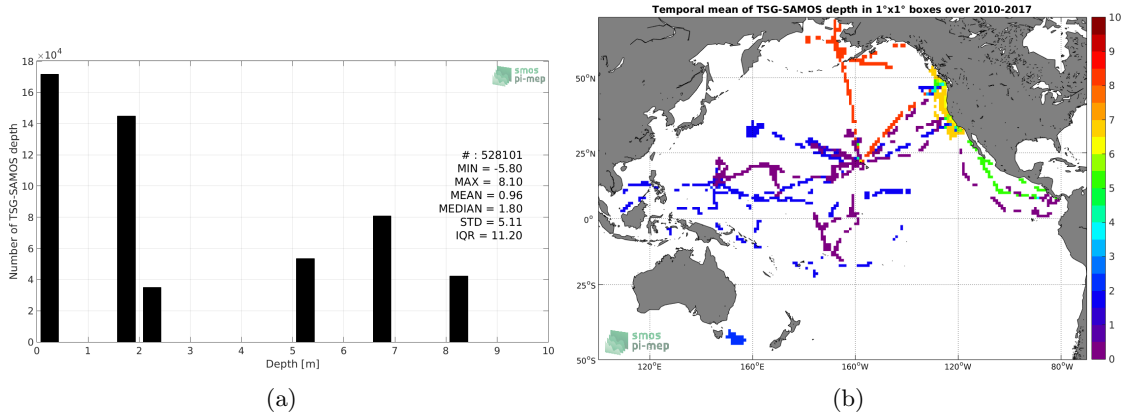 ×10⁴
18
16
14
12
10
8
6
4
2
0
Number of TSG-SAMOS depth
smos
pi-mep
# : 528101
MIN = -5.80
MAX = 8.10
MEAN = 0.96
MEDIAN = 1.80
STD = 5.11
IQR = 11.20
0 1 2 3 4 5 6 7 8 9 10
Depth [m]
(a)
Temporal mean of TSG-SAMOS depth in 1°x1° boxes over 2010-2017
50°N
25°N
0°
25°S
50°S
smos
pi-mep
120°E 160°E 160°W 120°W 80°W
10
9
8
7
6
5
4
3
2
1
0
(b)